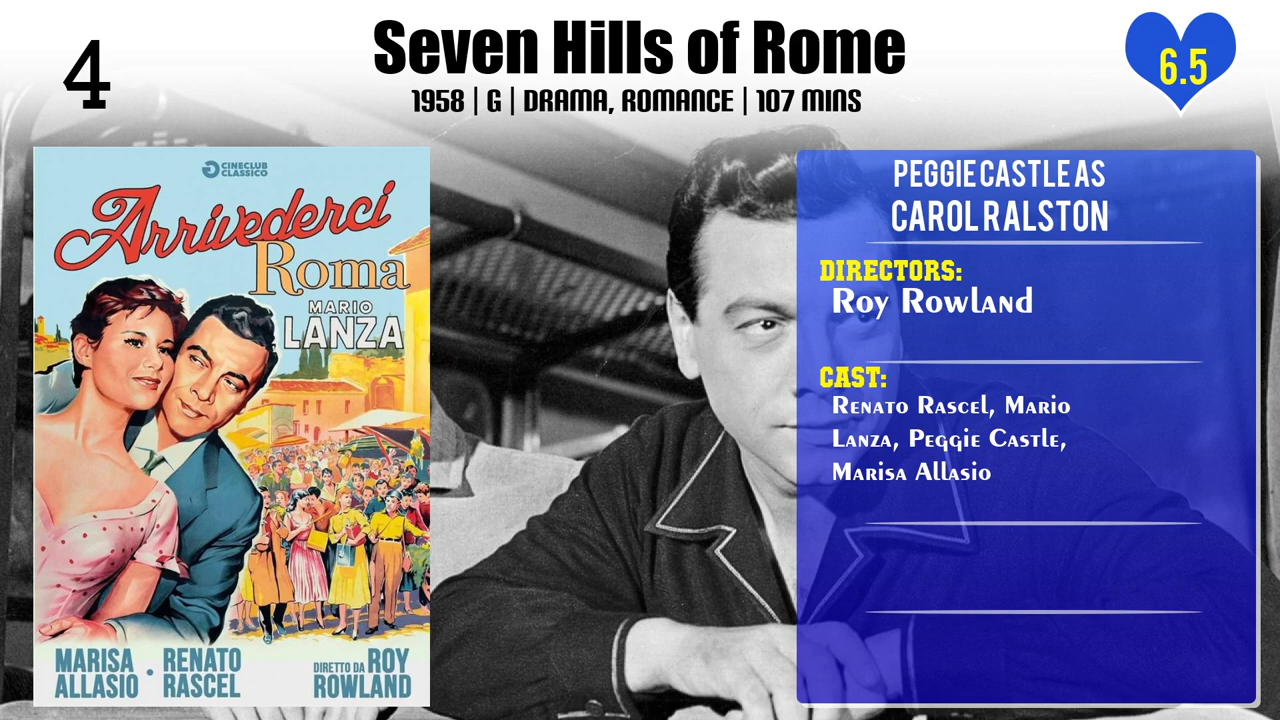 4
Seven Hills of Rome
1958 | G | DRAMA, ROMANCE | 107 MINS
6.5
CINECLUB
CLASSICO
Arrivederci
Roma
MARIO
LANZA
MARISA
ALLASIO
•
RENATO
RASCEL
DIRETTO DA ROY
ROWLAND
PEGGIE CASTLE AS
CAROL RALSTON
DIRECTORS:
Roy Rowland
CAST:
Renato Rascel, Mario
Lanza, Peggie Castle,
Marisa Allasio